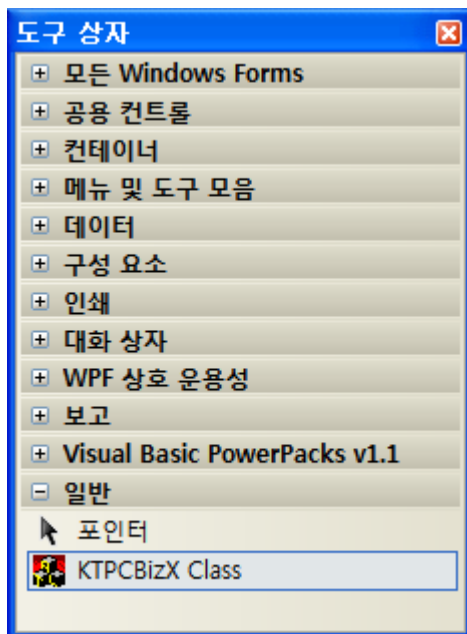 도구 상자
모든 Windows Forms
공용 컨트롤
컨테이너
메뉴 및 도구 모음
데이터
구성 요소
인쇄
대화 상자
WPF 상호 운용성
보고
Visual Basic PowerPacks v1.1
일반
포인터
KTPCBizX Class